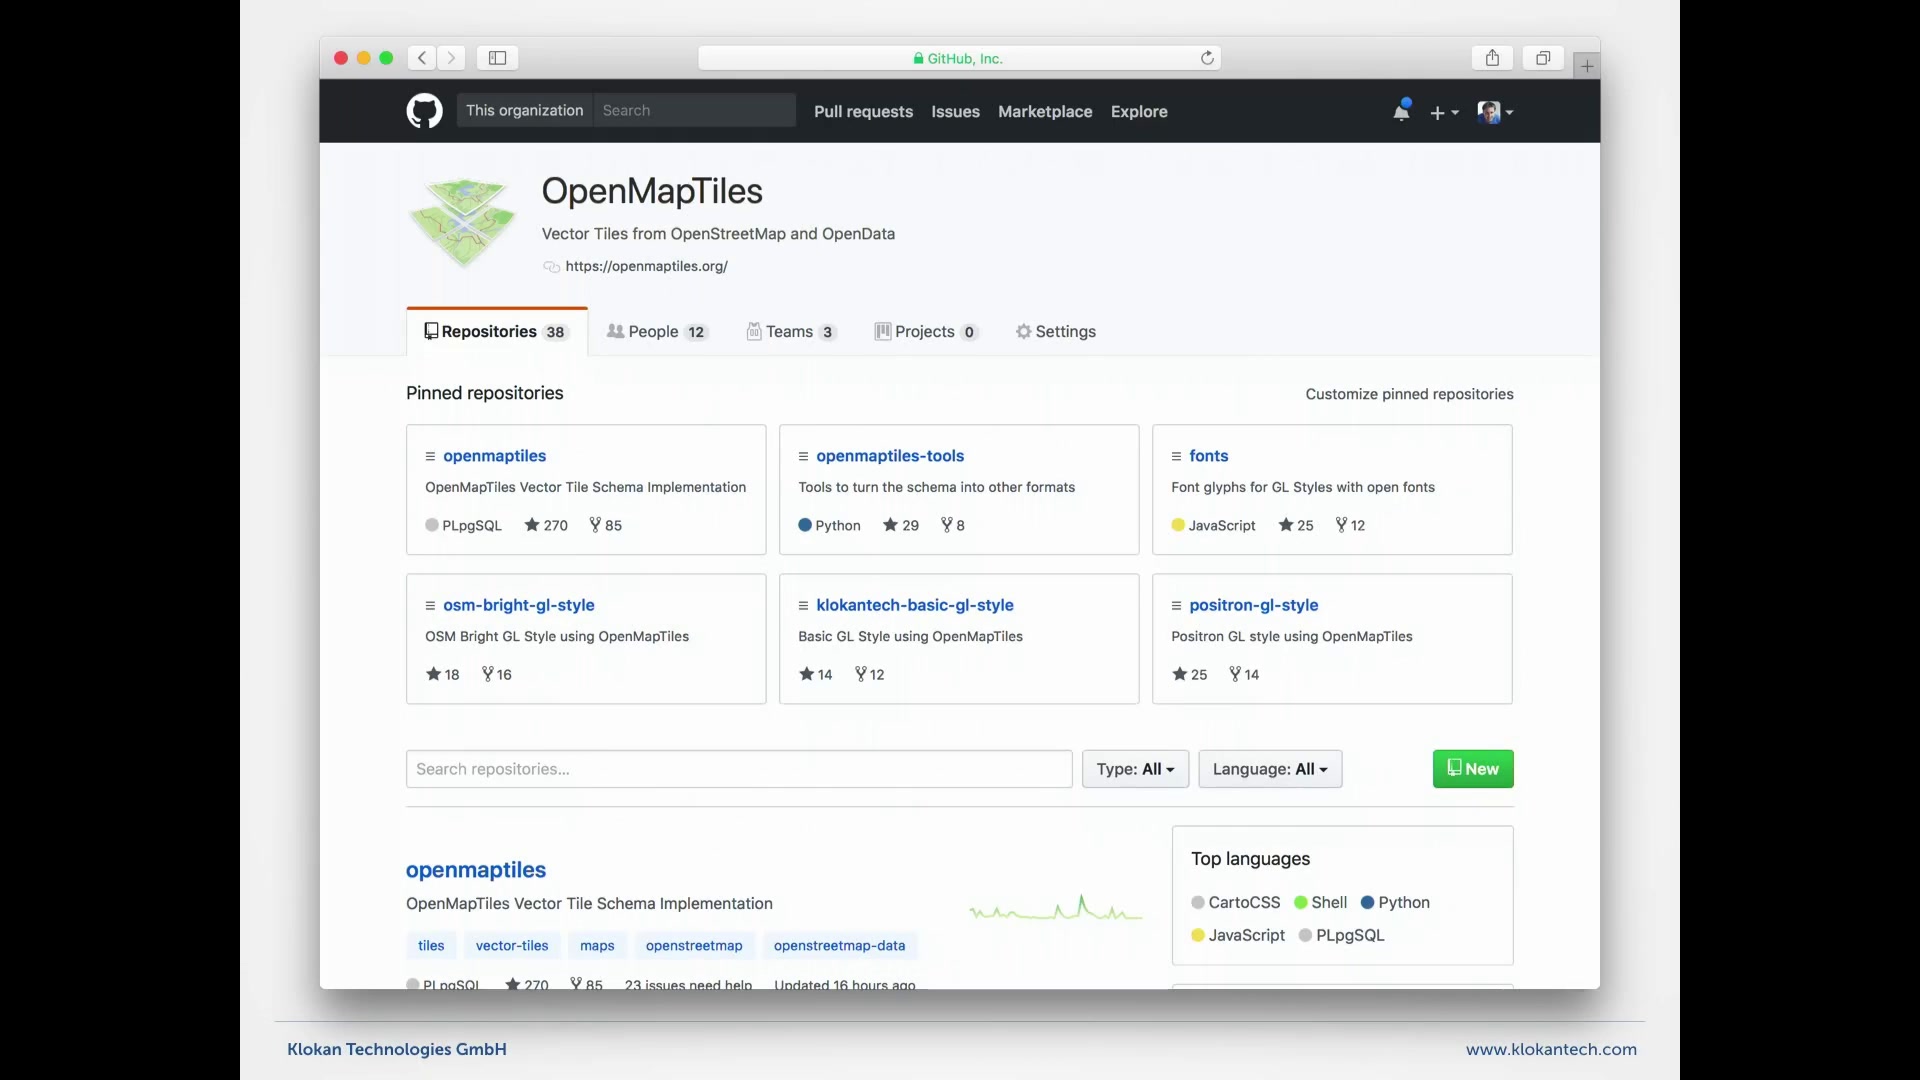 GitHub, Inc.
This organization Search Pull requests Issues Marketplace Explore
OpenMapTiles
Vector Tiles from OpenStreetMap and OpenData
https://openmaptiles.org/
Repositories 38 People 12 Teams 3 Projects 0 Settings
Pinned repositories Customize pinned repositories
openmaptiles
OpenMapTiles Vector Tile Schema Implementation
PLpgSQL 270 85
openmaptiles-tools
Tools to turn the schema into other formats
Python 29 8
fonts
Font glyphs for GL Styles with open fonts
JavaScript 25 12
osm-bright-gl-style
OSM Bright GL Style using OpenMapTiles
18 16
klokantech-basic-gl-style
Basic GL Style using OpenMapTiles
14 12
positron-gl-style
Positron GL style using OpenMapTiles
25 14
Search repositories... Type: All Language: All New
openmaptiles
OpenMapTiles Vector Tile Schema Implementation
tiles vector-tiles maps openstreetmap openstreetmap-data
PLpgSQL 270 85 23 issues need help Updated 16 hours ago
Top languages
CartoCSS Shell Python
JavaScript PLpgSQL
Klokan Technologies GmbH www.klokantech.com